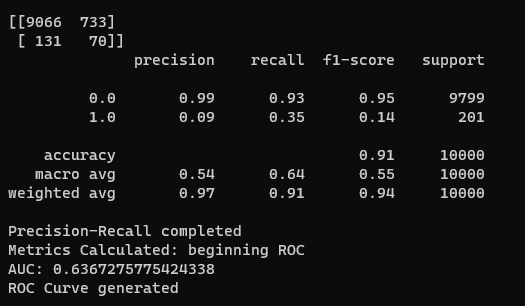 [[9066  733]
 [ 131   70]]
              precision    recall  f1-score   support

         0.0       0.99      0.93      0.95      9799
         1.0       0.09      0.35      0.14       201

    accuracy                           0.91     10000
   macro avg       0.54      0.64      0.55     10000
weighted avg       0.97      0.91      0.94     10000

Precision-Recall completed
Metrics Calculated: beginning ROC
AUC: 0.6367275775424338
ROC Curve generated